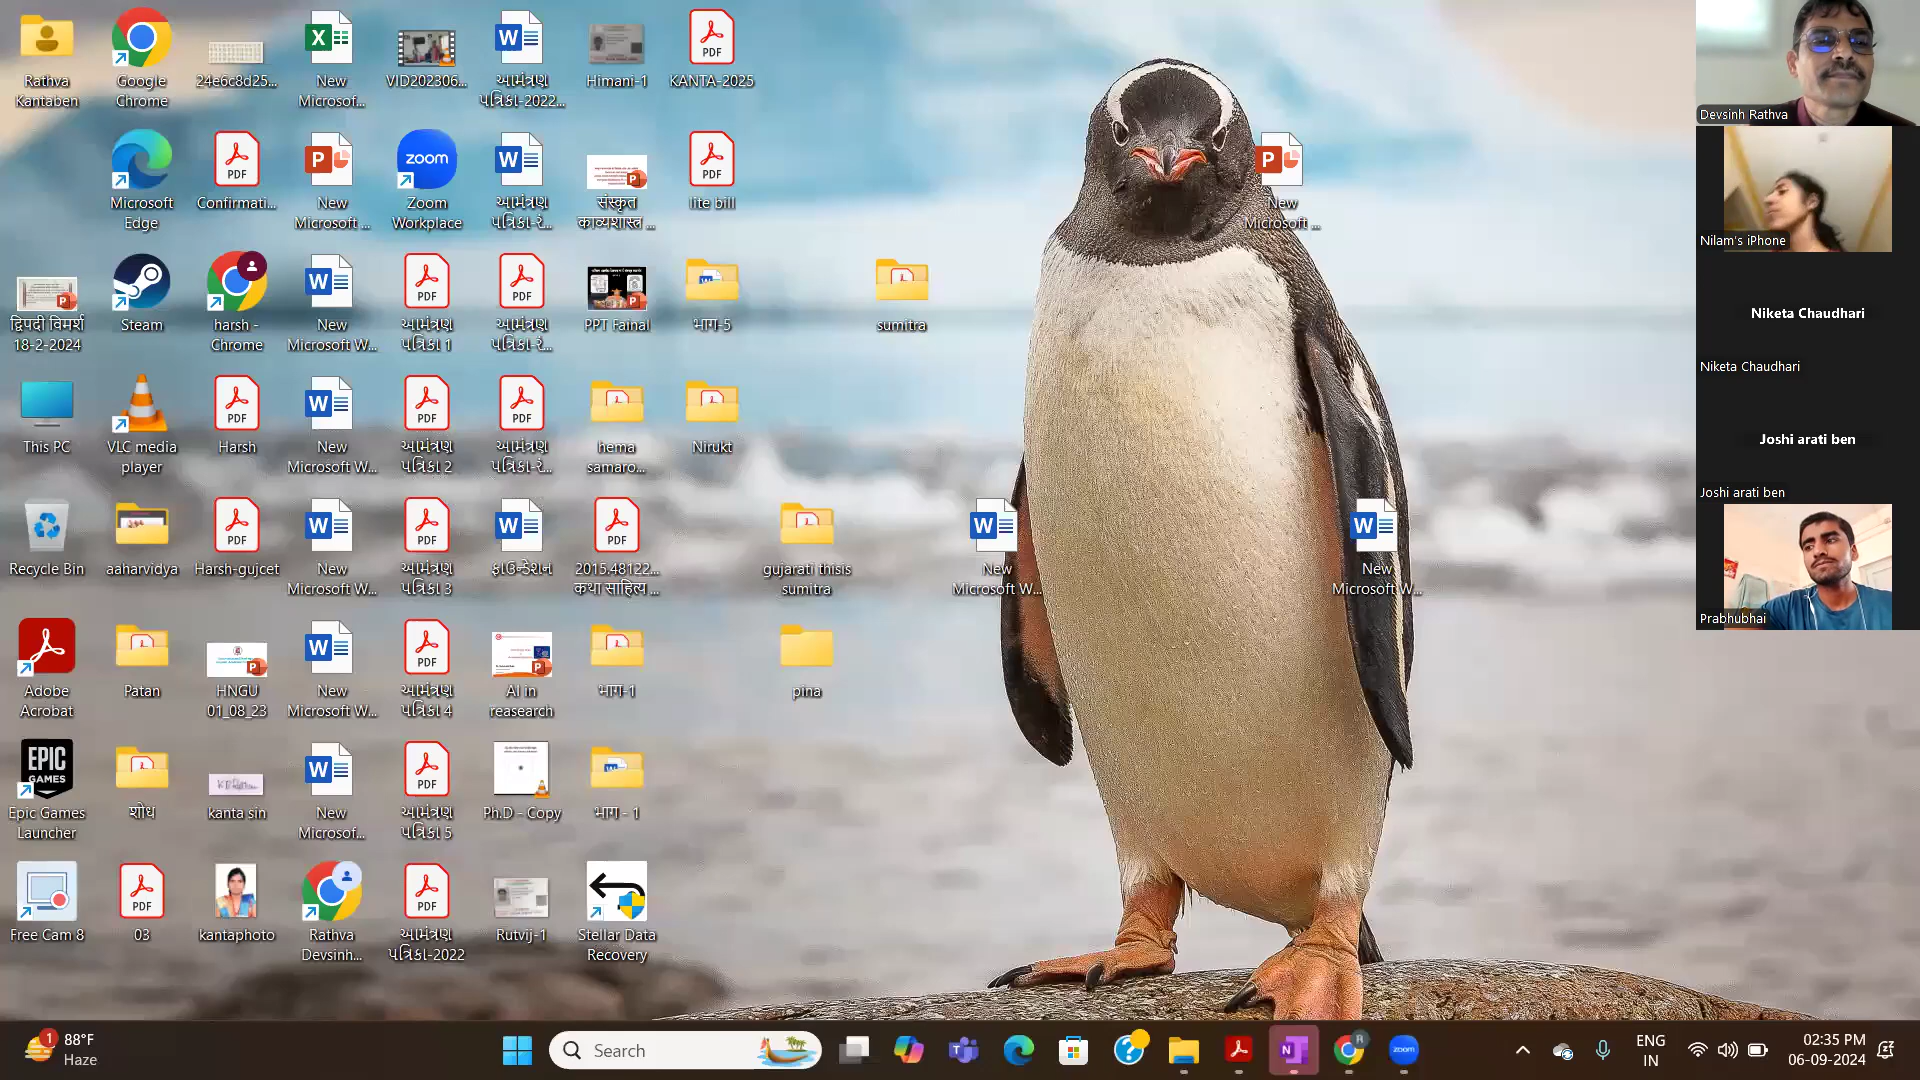 Rathva
Kantaben
Google
Chrome
24e6c8d25...
New
Microsof...
VID202306...
આમંત્રણ
પત્રિકા-2022...
Himani-1
KANTA-2025
Microsoft
Edge
Confirmati...
New
Microsoft ...
zoom
Zoom
Workplace
આમંત્રણ
પત્રિકા-રં...
संस्कृत
काव्यशास्त्र ...
lite bill
New
Microsoft ...
द्विपदी विमर्श
18-2-2024
Steam
harsh -
Chrome
New
Microsoft W...
આમંત્રણ
પત્રિકા 1
આમંત્રણ
પત્રિકા-રં...
PPT Fainal
भाग-5
sumitra
This PC
VLC media
player
Harsh
New
Microsoft W...
આમંત્રણ
પત્રિકા 2
આમંત્રણ
પત્રિકા-રં...
hema
samaro...
Nirukt
Recycle Bin
aaharvidya
Harsh-gujcet
New
Microsoft W...
આમંત્રણ
પત્રિકા 3
ફાઉન્ડેશન
2015.48122...
कथा साहित्य ...
gujarati thisis
sumitra
New
Microsoft W...
New
Microsoft W...
Adobe
Acrobat
Patan
HNGU
01_08_23
New
Microsoft W...
આમંત્રણ
પત્રિકા 4
AI in
reasearch
भाग-1
pina
EPIC
GAMES
Epic Games
Launcher
शोध
kanta sin
New
Microsof...
આમંત્રણ
પત્રિકા 5
Ph.D - Copy
भाग - 1
Free Cam 8
03
kantaphoto
Rathva
Devsinh...
આમંત્રણ
પત્રિકા-2022
Rutvij-1
Stellar Data
Recovery
Devsinh Rathva
Nilam's iPhone
Niketa Chaudhari
Niketa Chaudhari
Joshi arati ben
Joshi arati ben
Prabhubhai
1
88°F
Haze
Search
ENG
IN
02:35 PM
06-09-2024